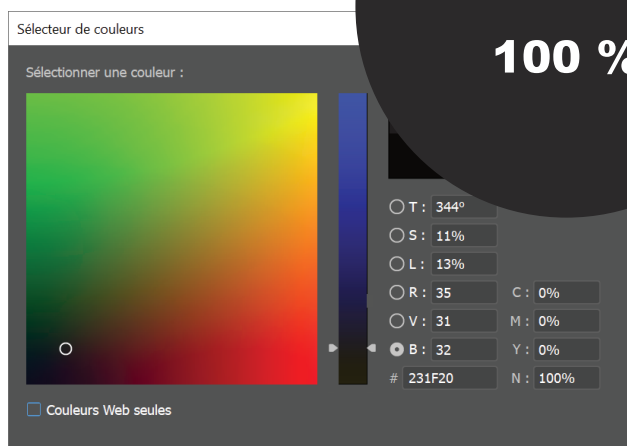 Sélecteur de couleurs
100 %
Sélectionner une couleur :
T : 344º
S : 11%
L : 13%
R : 35 C : 0%
V : 31 M : 0%
B : 32 Y : 0%
# 231F20 N : 100%
Couleurs Web seules